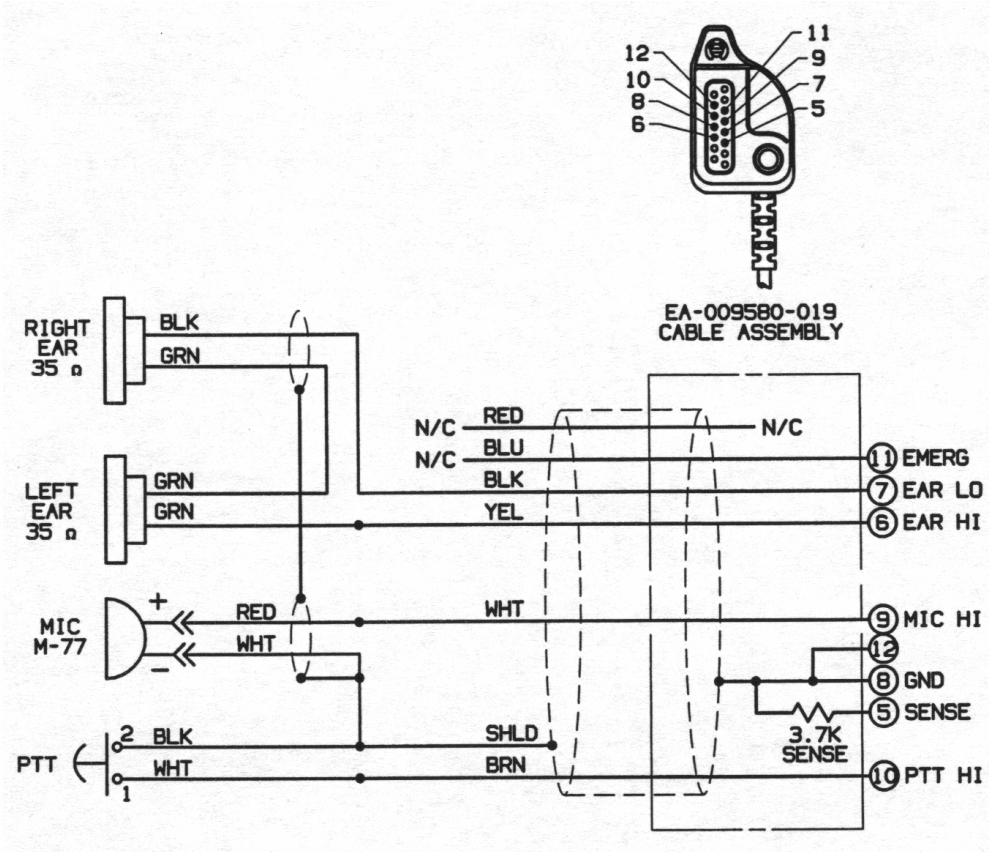 11
12
9
10
7
8
5
6
EA-009580-019
CABLE ASSEMBLY
RIGHT
EAR
35 Ω
BLK
GRN
N/C
RED
N/C
N/C
BLU
11 EMERG
BLK
7 EAR LO
LEFT
EAR
35 Ω
GRN
GRN
YEL
6 EAR HI
MIC
M-77
+
RED
WHT
9 MIC HI
WHT
-
12
8 GND
5 SENSE
3.7K
SENSE
PTT
2
BLK
SHLD
WHT
BRN
1
10 PTT HI